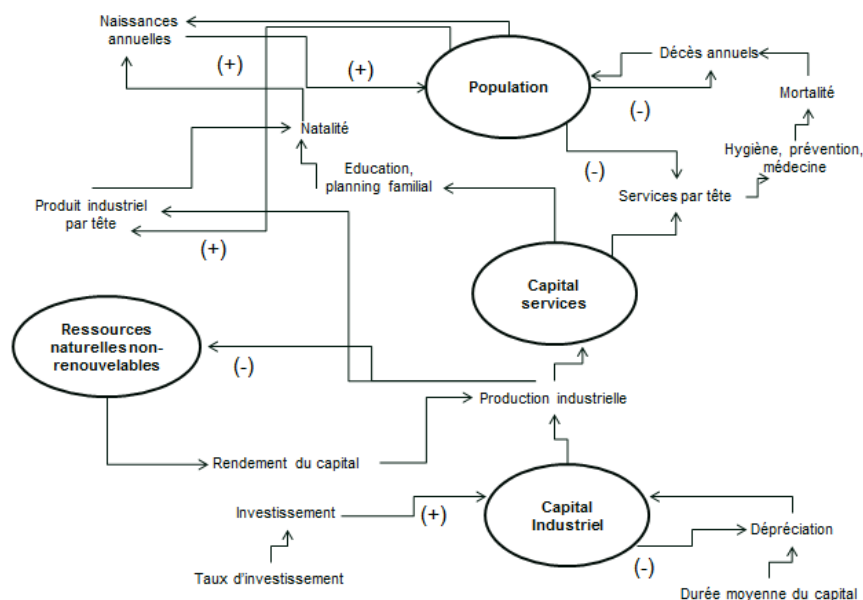 Naissances
annuelles
(+)
(+)
Population
Décès annuels
(-)
Mortalité
Natalité
Hygiène, prévention,
médecine
(-)
Education,
planning familial
Services par tête
Produit industriel
par tête
(+)
Capital
services
Ressources
naturelles non-
renouvelables
(-)
Production industrielle
Rendement du capital
Investissement
(+)
Capital
Industriel
Dépréciation
(-)
Taux d'investissement
Durée moyenne du capital